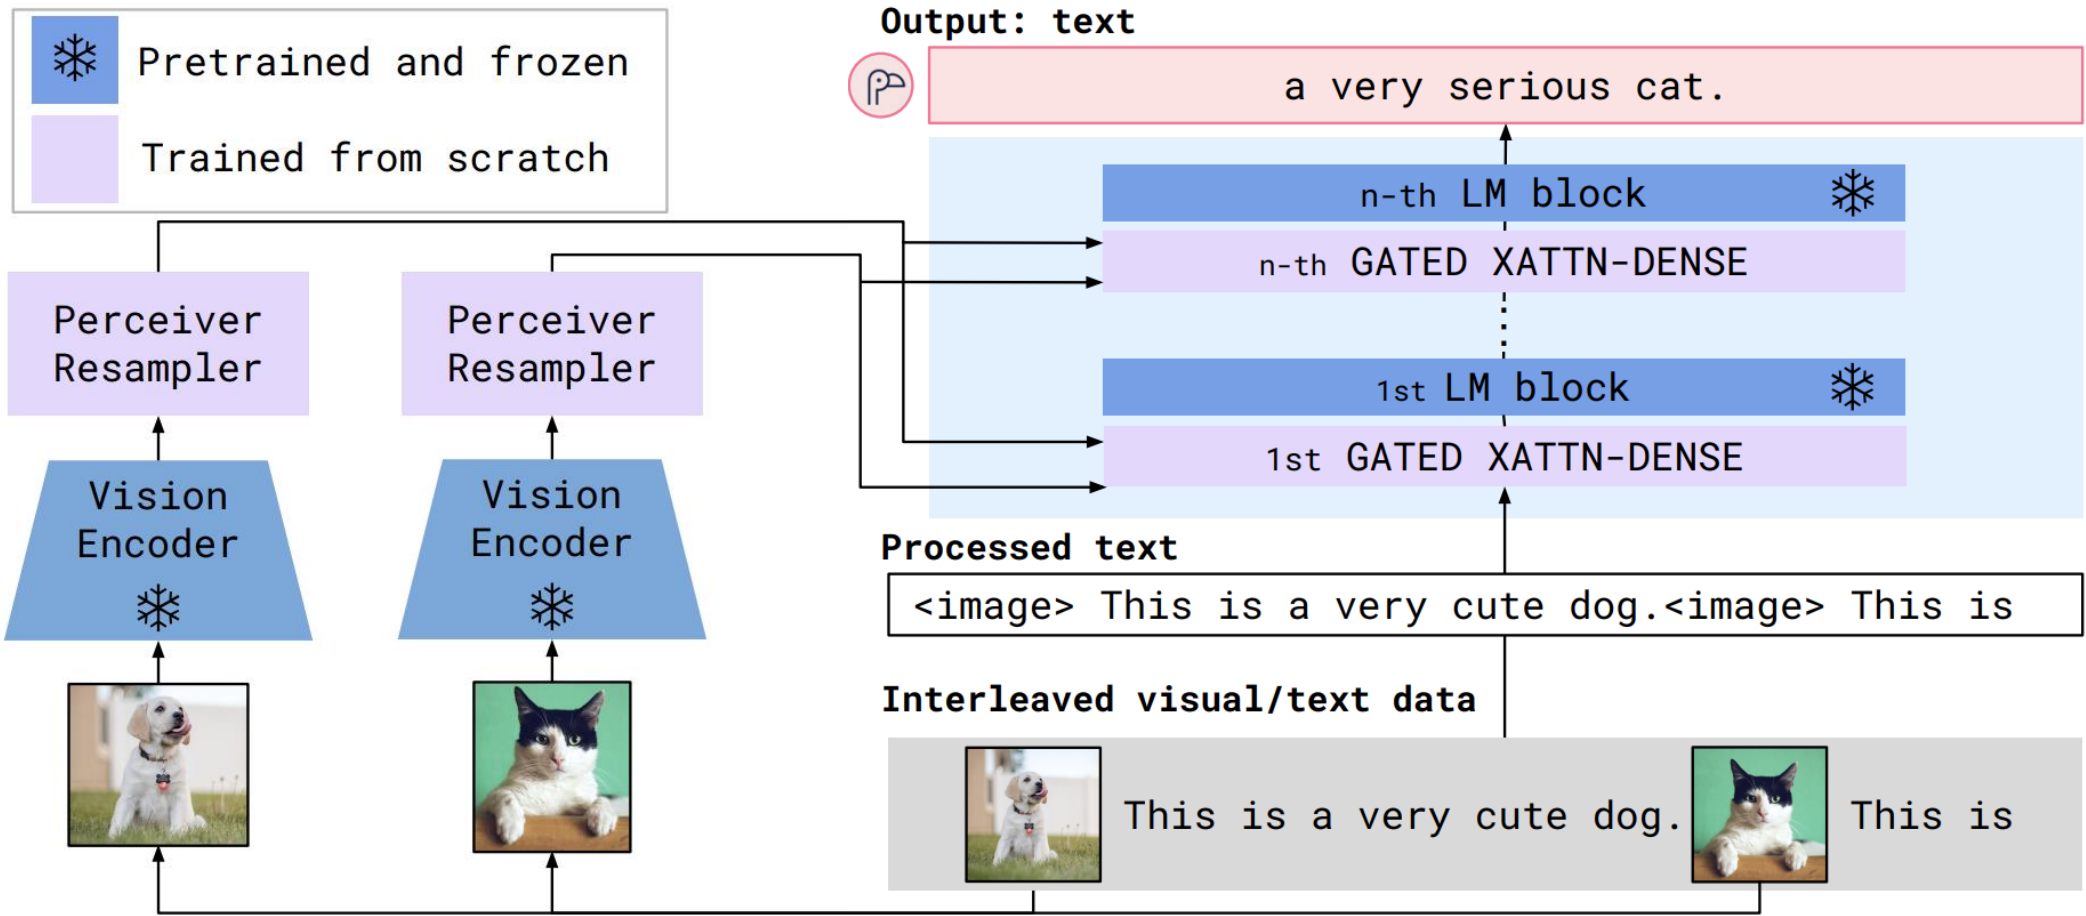 Pretrained and frozen
Trained from scratch
Perceiver
Resampler
Vision
Encoder
Perceiver
Resampler
Vision
Encoder
Output: text
a very serious cat.
n-th LM block
n-th GATED XATTN-DENSE
1st LM block
1st GATED XATTN-DENSE
Processed text
<image> This is a very cute dog.<image> This is
Interleaved visual/text data
This is a very cute dog.
This is